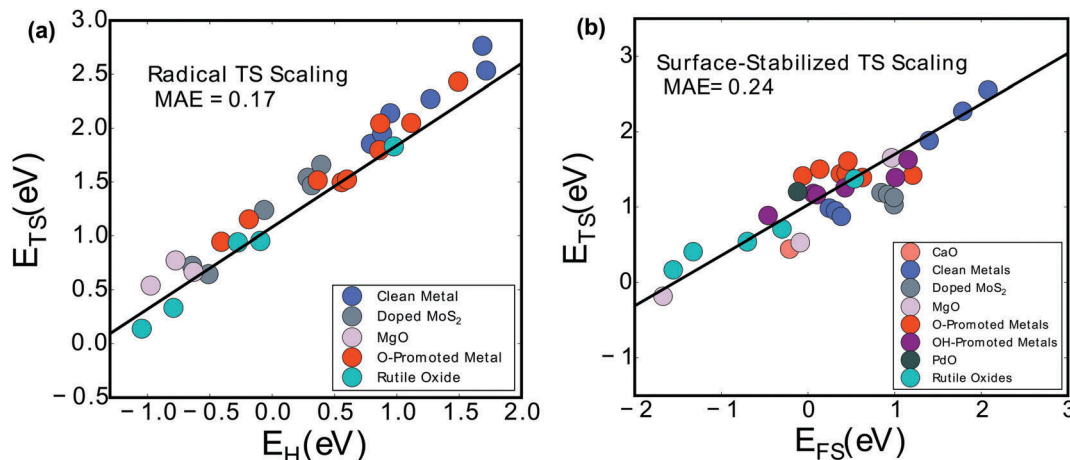 (a)
Radical TS Scaling
MAE = 0.17
E_TS(eV)
3.0
2.5
2.0
1.5
1.0
0.5
0.0
−0.5
−1.0
−0.5
0.0
0.5
1.0
1.5
2.0
E_H(eV)
Clean Metal
Doped MoS₂
MgO
O-Promoted Metal
Rutile Oxide
(b)
Surface-Stabilized TS Scaling
MAE= 0.24
E_TS(eV)
3
2
1
0
−1
−2
−1
0
1
2
3
E_FS(eV)
CaO
Clean Metals
Doped MoS₂
MgO
O-Promoted Metals
OH-Promoted Metals
PdO
Rutile Oxides